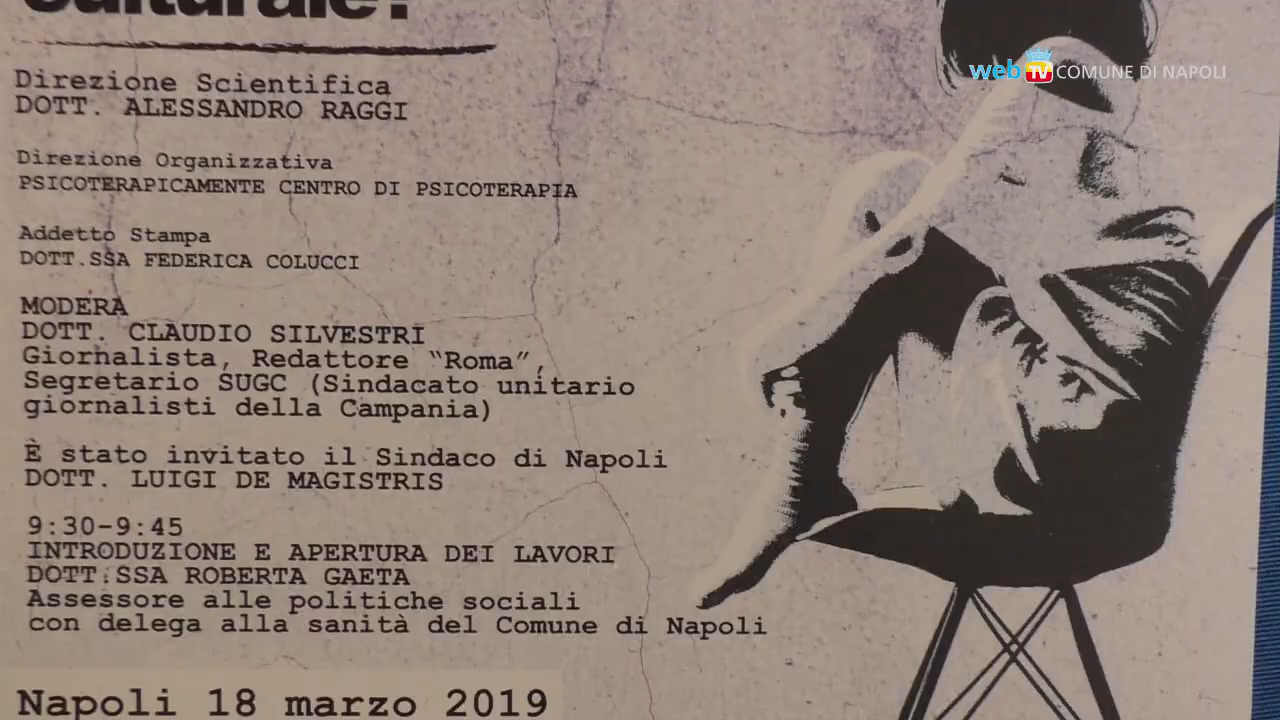 culturale?
web TV COMUNE DI NAPOLI
Direzione Scientifica
DOTT. ALESSANDRO RAGGI
Direzione Organizzativa
PSICOTERAPICAMENTE CENTRO DI PSICOTERAPIA
Addetto Stampa
DOTT.SSA FEDERICA COLUCCI
MODERA
DOTT. CLAUDIO SILVESTRI
Giornalista, Redattore “Roma”,
Segretario SUGC (Sindacato unitario
giornalisti della Campania)
È stato invitato il Sindaco di Napoli
DOTT. LUIGI DE MAGISTRIS
9:30-9:45
INTRODUZIONE E APERTURA DEI LAVORI
DOTT.SSA ROBERTA GAETA
Assessore alle politiche sociali
con delega alla sanità del Comune di Napoli
Napoli 18 marzo 2019